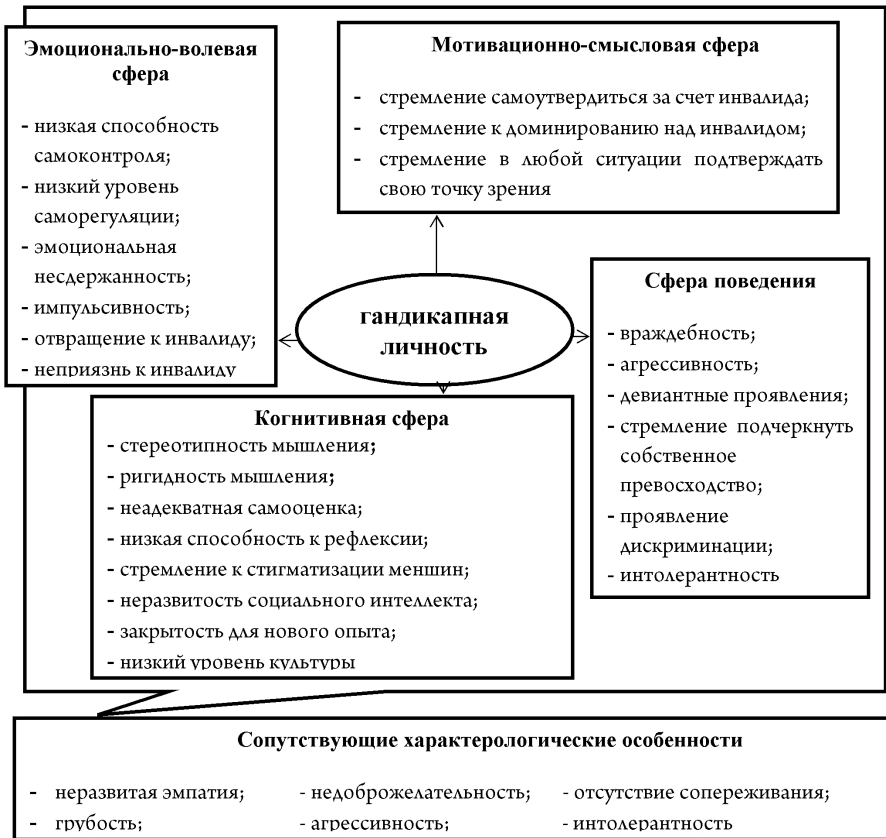 Эмоционально-волевая
сфера
- низкая способность
самоконтроля;
- низкий уровень
саморегуляции;
- эмоциональная
несдержанность;
- импульсивность;
- отвращение к инвалиду;
- неприязнь к инвалиду
Мотивационно-смысловая сфера
- стремление самоутвердиться за счет инвалида;
- стремление к доминированию над инвалидом;
- стремление в любой ситуации подтверждать
свою точку зрения
гандикапная
личность
Сфера поведения
- враждебность;
- агрессивность;
- девиантные проявления;
- стремление подчеркнуть
собственное
превосходство;
- проявление
дискриминации;
- интолерантность
Когнитивная сфера
- стереотипность мышления;
- ригидность мышления;
- неадекватная самооценка;
- низкая способность к рефлексии;
- стремление к стигматизации меншин;
- неразвитость социального интеллекта;
- закрытость для нового опыта;
- низкий уровень культуры
Сопутствующие характерологические особенности
- неразвитая эмпатия; - недоброжелательность; - отсутствие сопереживания;
- грубость; - агрессивность; - интолерантность